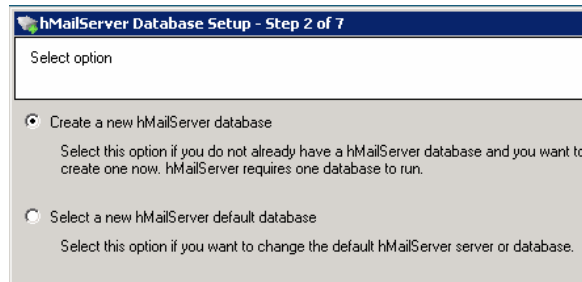 hMailServer Database Setup - Step 2 of 7
Select option
Create a new hMailServer database
Select this option if you do not already have a hMailServer database and you want to
create one now. hMailServer requires one database to run.
Select a new hMailServer default database
Select this option if you want to change the default hMailServer server or database.